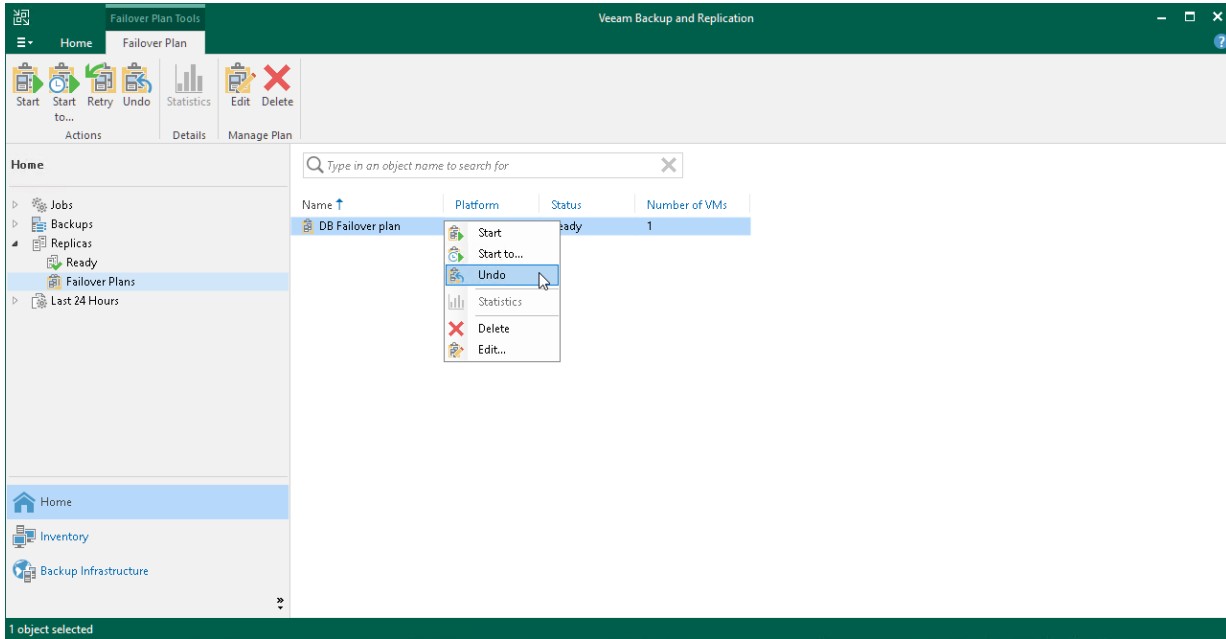 Failover Plan Tools
Veeam Backup and Replication
Home
Failover Plan
Start
Start to...
Retry
Undo
Statistics
Edit
Delete
Actions
Details
Manage Plan
Home
Type in an object name to search for
Jobs
Backups
Replicas
Ready
Failover Plans
Last 24 Hours
Name
Platform
Status
Number of VMs
DB Failover plan
eady
1
Start
Start to...
Undo
Statistics
Delete
Edit...
Home
Inventory
Backup Infrastructure
1 object selected